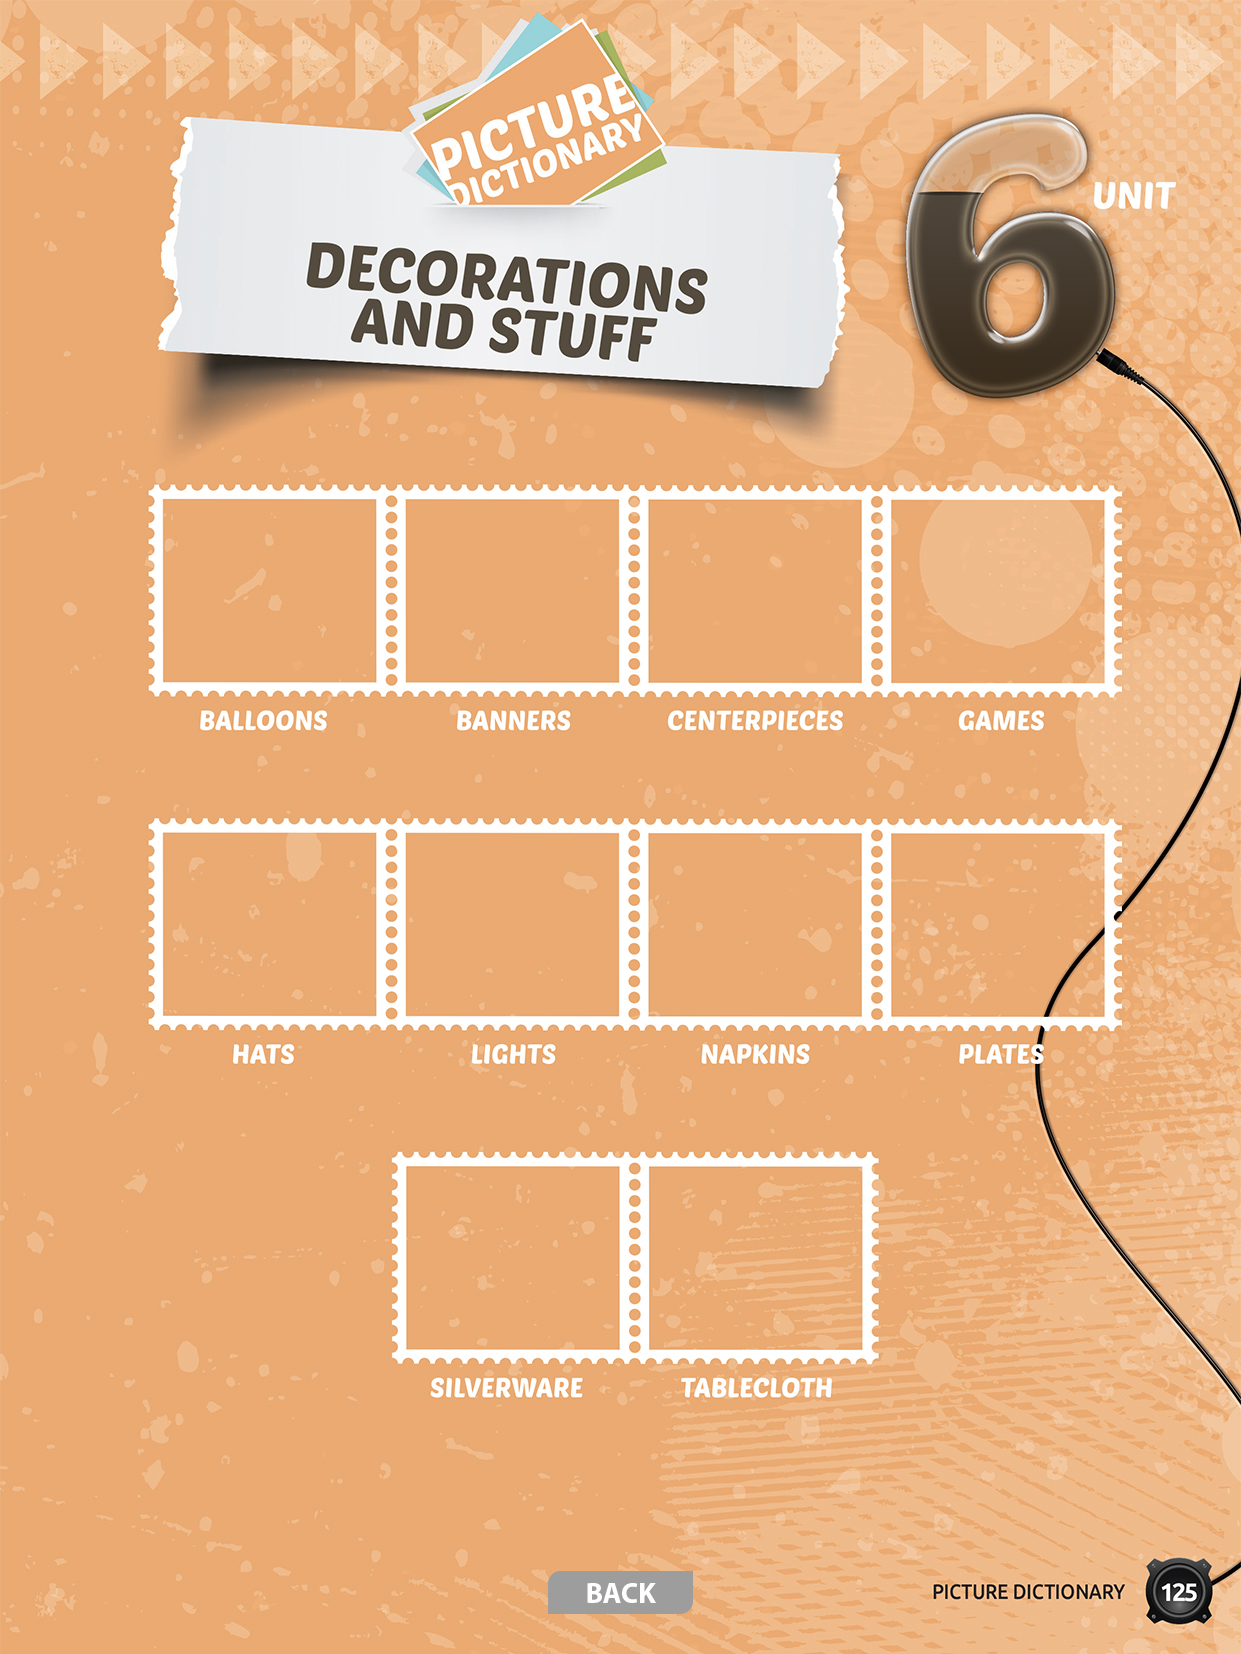 PICTURE
DICTIONARY
DECORATIONS
AND STUFF
6 UNIT
BALLOONS BANNERS CENTERPIECES GAMES
HATS LIGHTS NAPKINS PLATES
SILVERWARE TABLECLOTH
BACK
PICTURE DICTIONARY 125